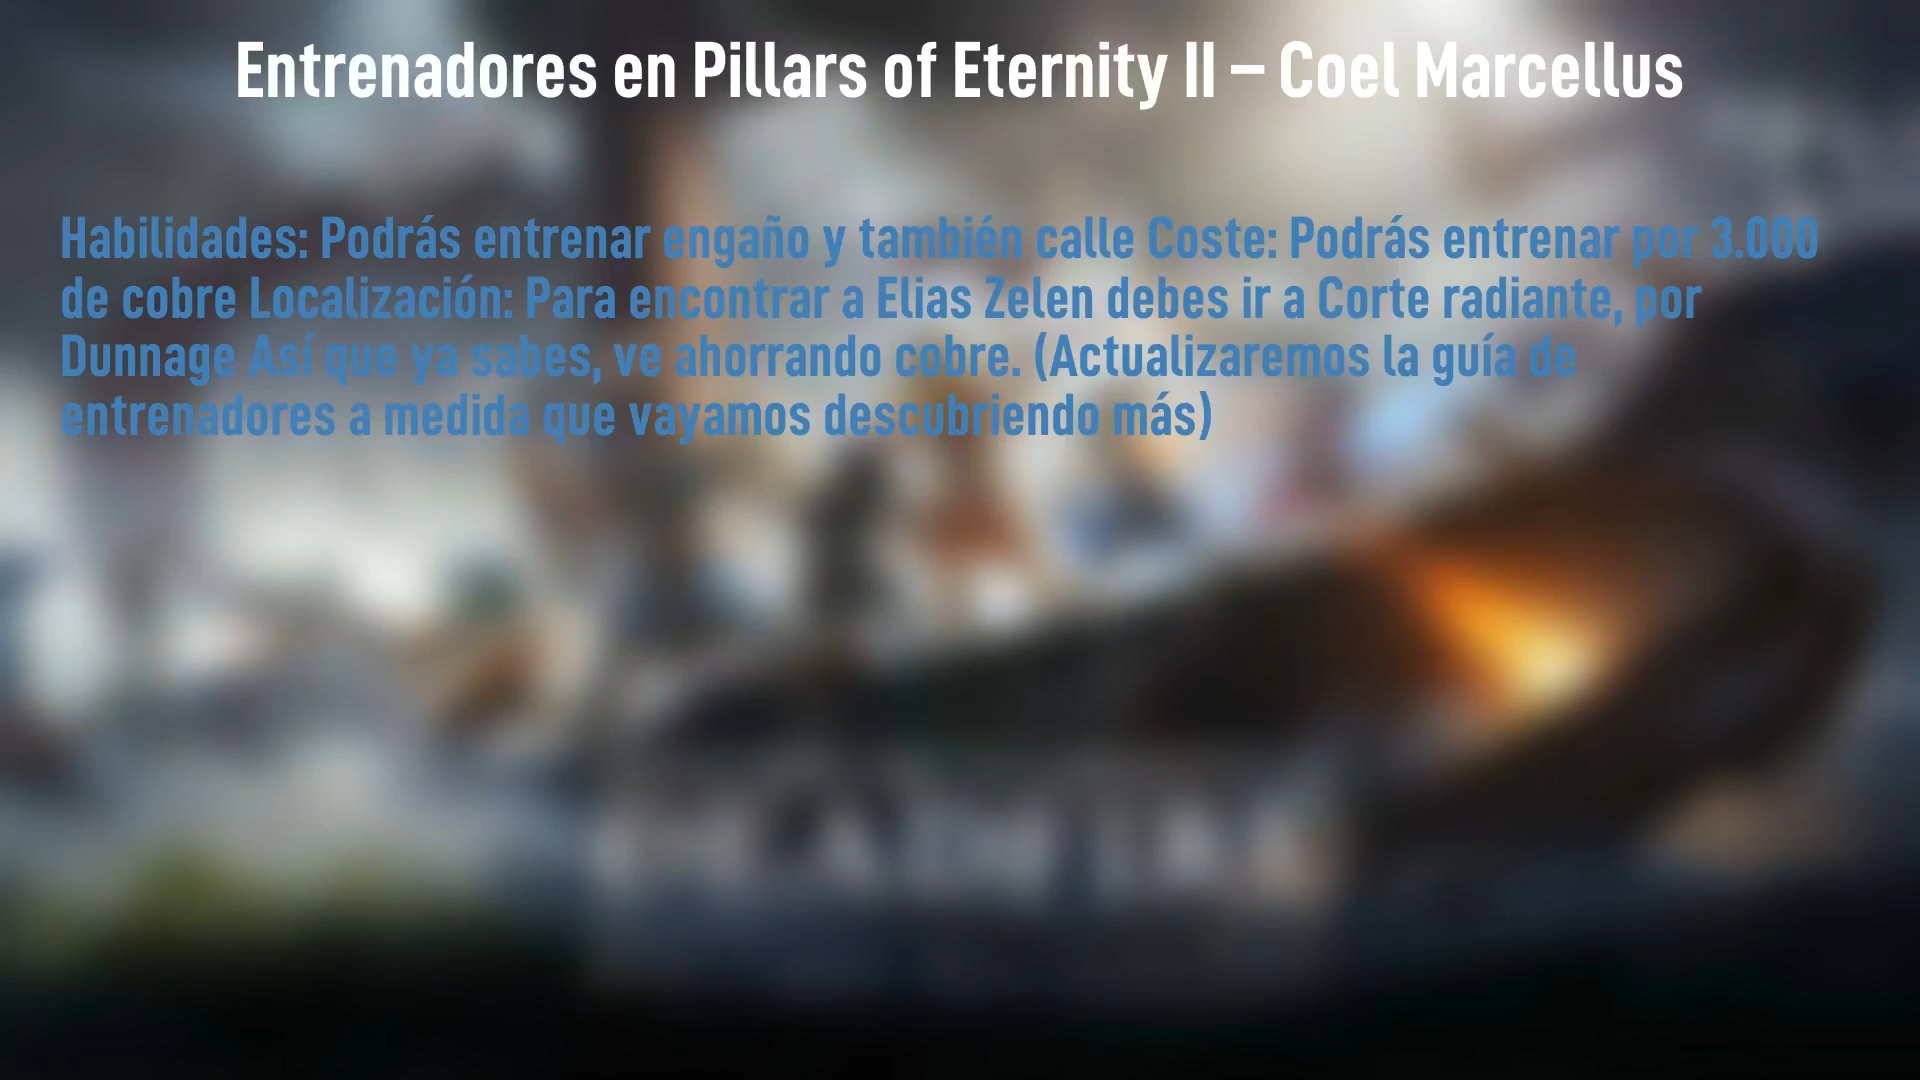 Entrenadores en Pillars of Eternity II – Coel Marcellus
Habilidades: Podrás entrenar engaño y también calle Coste: Podrás entrenar por 3.000
de cobre Localización: Para encontrar a Elias Zelen debes ir a Corte radiante, por
Dunnage Así que ya sabes, ve ahorrando cobre. (Actualizaremos la guía de
entrenadores a medida que vayamos descubriendo más)